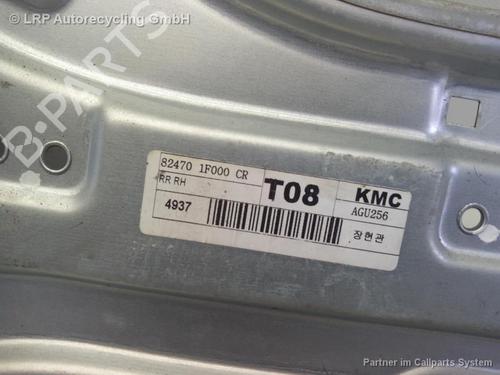 © LRP Autorecycling GmbH
B-PARTS
82470 1F000 CR
RR RH
4937
T08
KMC
AGU256
장현관
Partner im Callparts System